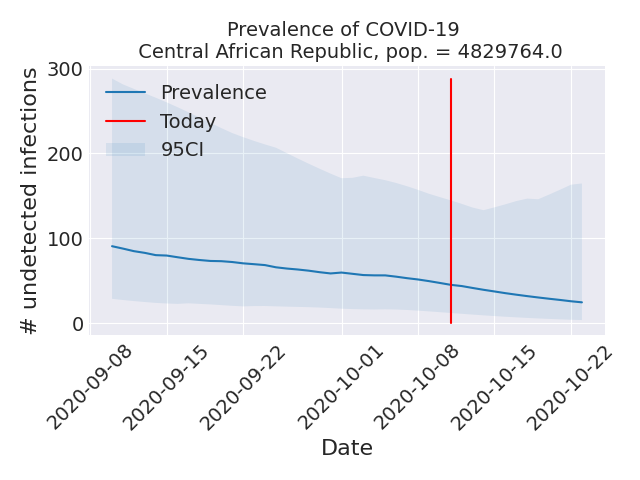 Prevalence of COVID-19
Central African Republic, pop. = 4829764.0
# undetected infections
300
200
100
0
Prevalence
Today
95CI
2020-09-08
2020-09-15
2020-09-22
2020-10-01
2020-10-08
2020-10-15
2020-10-22
Date